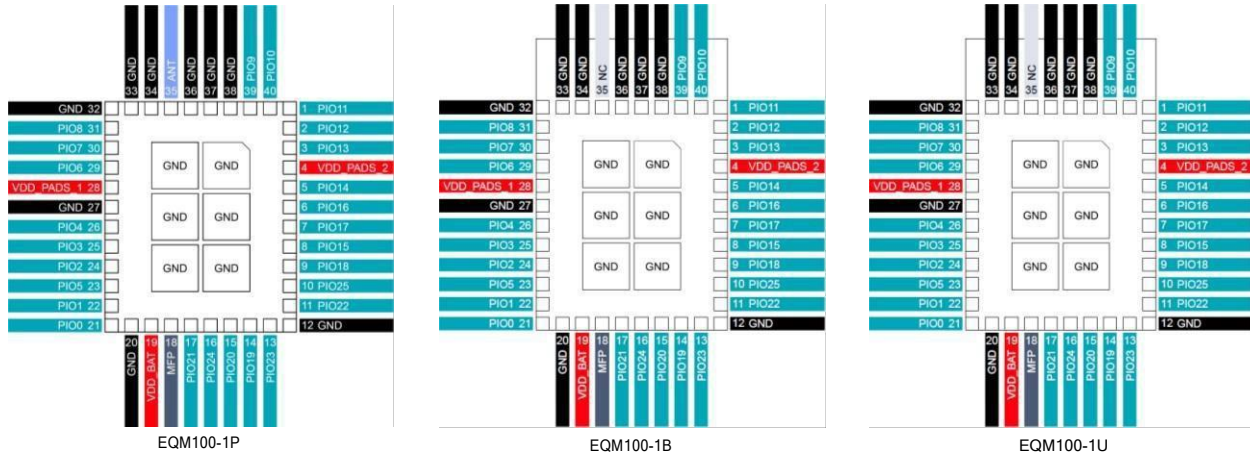 33 GND
34 GND
35 ANT
36 GND
37 GND
38 GND
39 PIO9
40 PIO10
GND 32
PIO8 31
PIO7 30
PIO6 29
VDD_PADS_1 28
GND 27
PIO4 26
PIO3 25
PIO2 24
PIO5 23
PIO1 22
PIO0 21
GND GND
GND GND
GND GND
1 PIO11
2 PIO12
3 PIO13
4 VDD_PADS_2
5 PIO14
6 PIO16
7 PIO17
8 PIO15
9 PIO18
10 PIO25
11 PIO22
12 GND
GND 20
VDD_BAT 19
MFP 18
PIO21 17
PIO24 16
PIO20 15
PIO19 14
PIO23 13
EQM100-1P
33 GND
34 GND
35 NC
36 GND
37 GND
38 GND
39 PIO9
40 PIO10
GND 32
PIO8 31
PIO7 30
PIO6 29
VDD_PADS_1 28
GND 27
PIO4 26
PIO3 25
PIO2 24
PIO5 23
PIO1 22
PIO0 21
GND GND
GND GND
GND GND
1 PIO11
2 PIO12
3 PIO13
4 VDD_PADS_2
5 PIO14
6 PIO16
7 PIO17
8 PIO15
9 PIO18
10 PIO25
11 PIO22
12 GND
GND 20
VDD_BAT 19
MFP 18
PIO21 17
PIO24 16
PIO20 15
PIO19 14
PIO23 13
EQM100-1B
33 GND
34 GND
35 NC
36 GND
37 GND
38 GND
39 PIO9
40 PIO10
GND 32
PIO8 31
PIO7 30
PIO6 29
VDD_PADS_1 28
GND 27
PIO4 26
PIO3 25
PIO2 24
PIO5 23
PIO1 22
PIO0 21
GND GND
GND GND
GND GND
1 PIO11
2 PIO12
3 PIO13
4 VDD_PADS_2
5 PIO14
6 PIO16
7 PIO17
8 PIO15
9 PIO18
10 PIO25
11 PIO22
12 GND
GND 20
VDD_BAT 19
MFP 18
PIO21 17
PIO24 16
PIO20 15
PIO19 14
PIO23 13
EQM100-1U